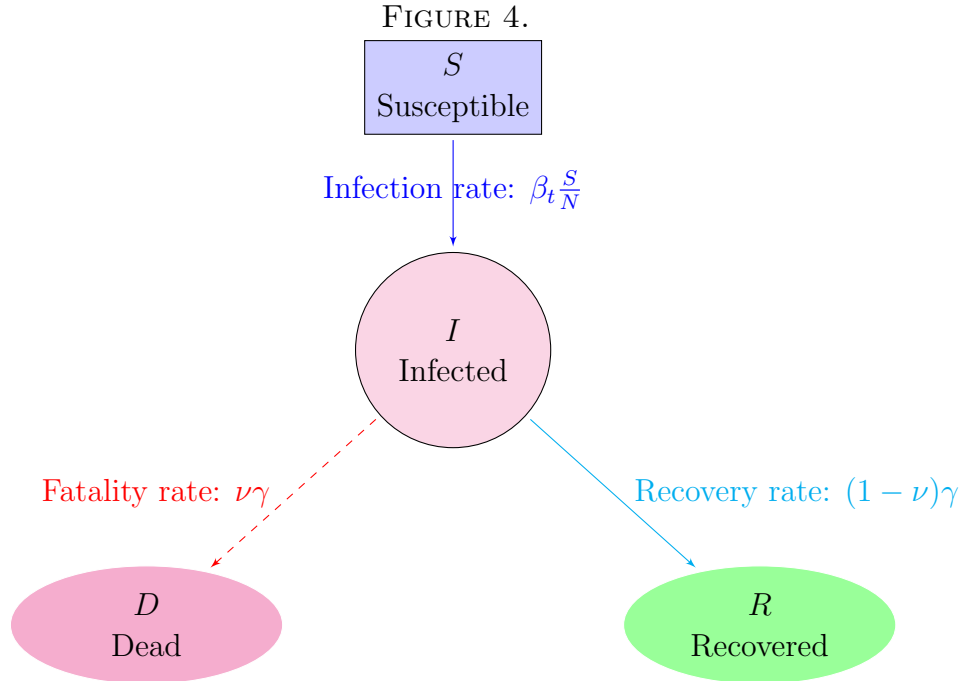 FIGURE 4.
S
Susceptible
Infection rate: β_t S/N
I
Infected
Fatality rate: νγ
Recovery rate: (1 − ν)γ
D
Dead
R
Recovered